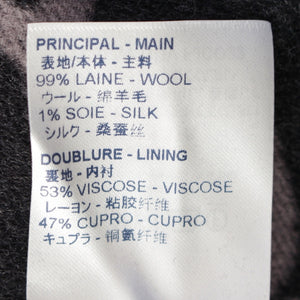 PRINCIPAL - MAIN
表地/本体 - 主料
99% LAINE - WOOL
ウール - 绵羊毛
1% SOIE - SILK
シルク - 桑蚕丝
DOUBLURE - LINING
裏地 - 内衬
53% VISCOSE - VISCOSE
レーヨン - 粘胶纤维
47% CUPRO - CUPRO
キュプラ - 铜氨纤维